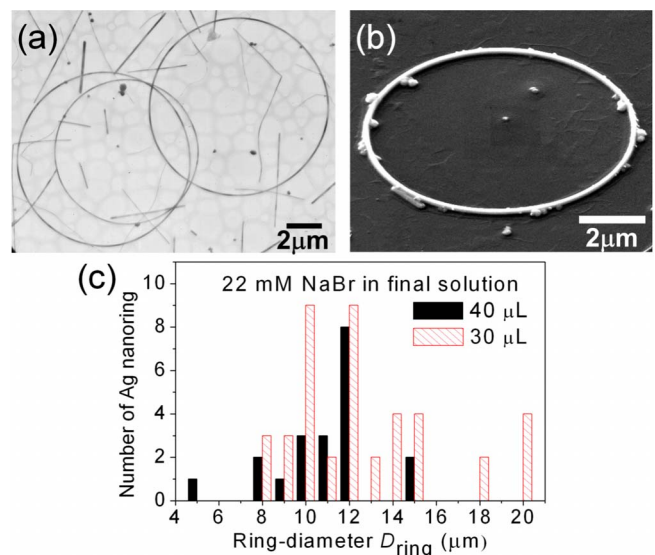 (a)
2μm
(b)
2μm
(c)
22 mM NaBr in final solution
40 μL
30 μL
Number of Ag nanoring
10
8
6
4
2
0
4 6 8 10 12 14 16 18 20
Ring-diameter Dring (μm)